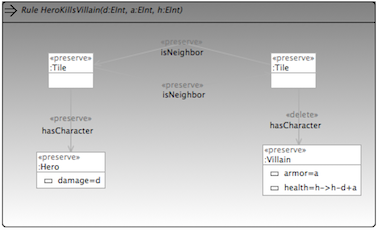 Rule HeroKillsVillain(d:EInt, a:EInt, h:EInt)
«preserve»
isNeighbor
«preserve»
:Tile
«preserve»
:Tile
«preserve»
isNeighbor
«preserve»
hasCharacter
«delete»
hasCharacter
«preserve»
:Hero
damage=d
«preserve»
:Villain
armor=a
health=h->h-d+a